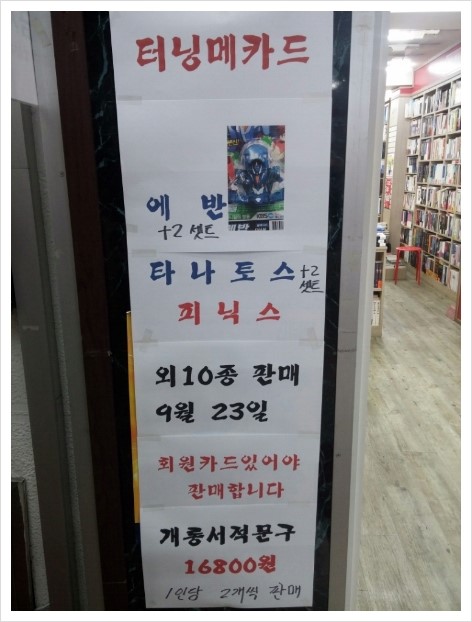 터닝메카드
에 반
+2 셋트
타나토스 +2
셋트
피닉스
외10종 판매
9월 23일
회원카드있어야
판매합니다
개롱서적문구
16800원
1인당 2개씩 판매